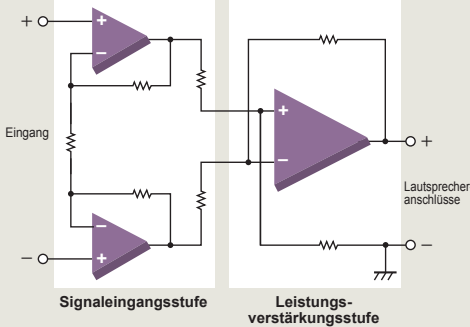 +
+
−
Eingang
−
+
−
+
+
−
+
Lautsprecher
anschlüsse
−
Signaleingangsstufe
Leistungs-
verstärkungsstufe